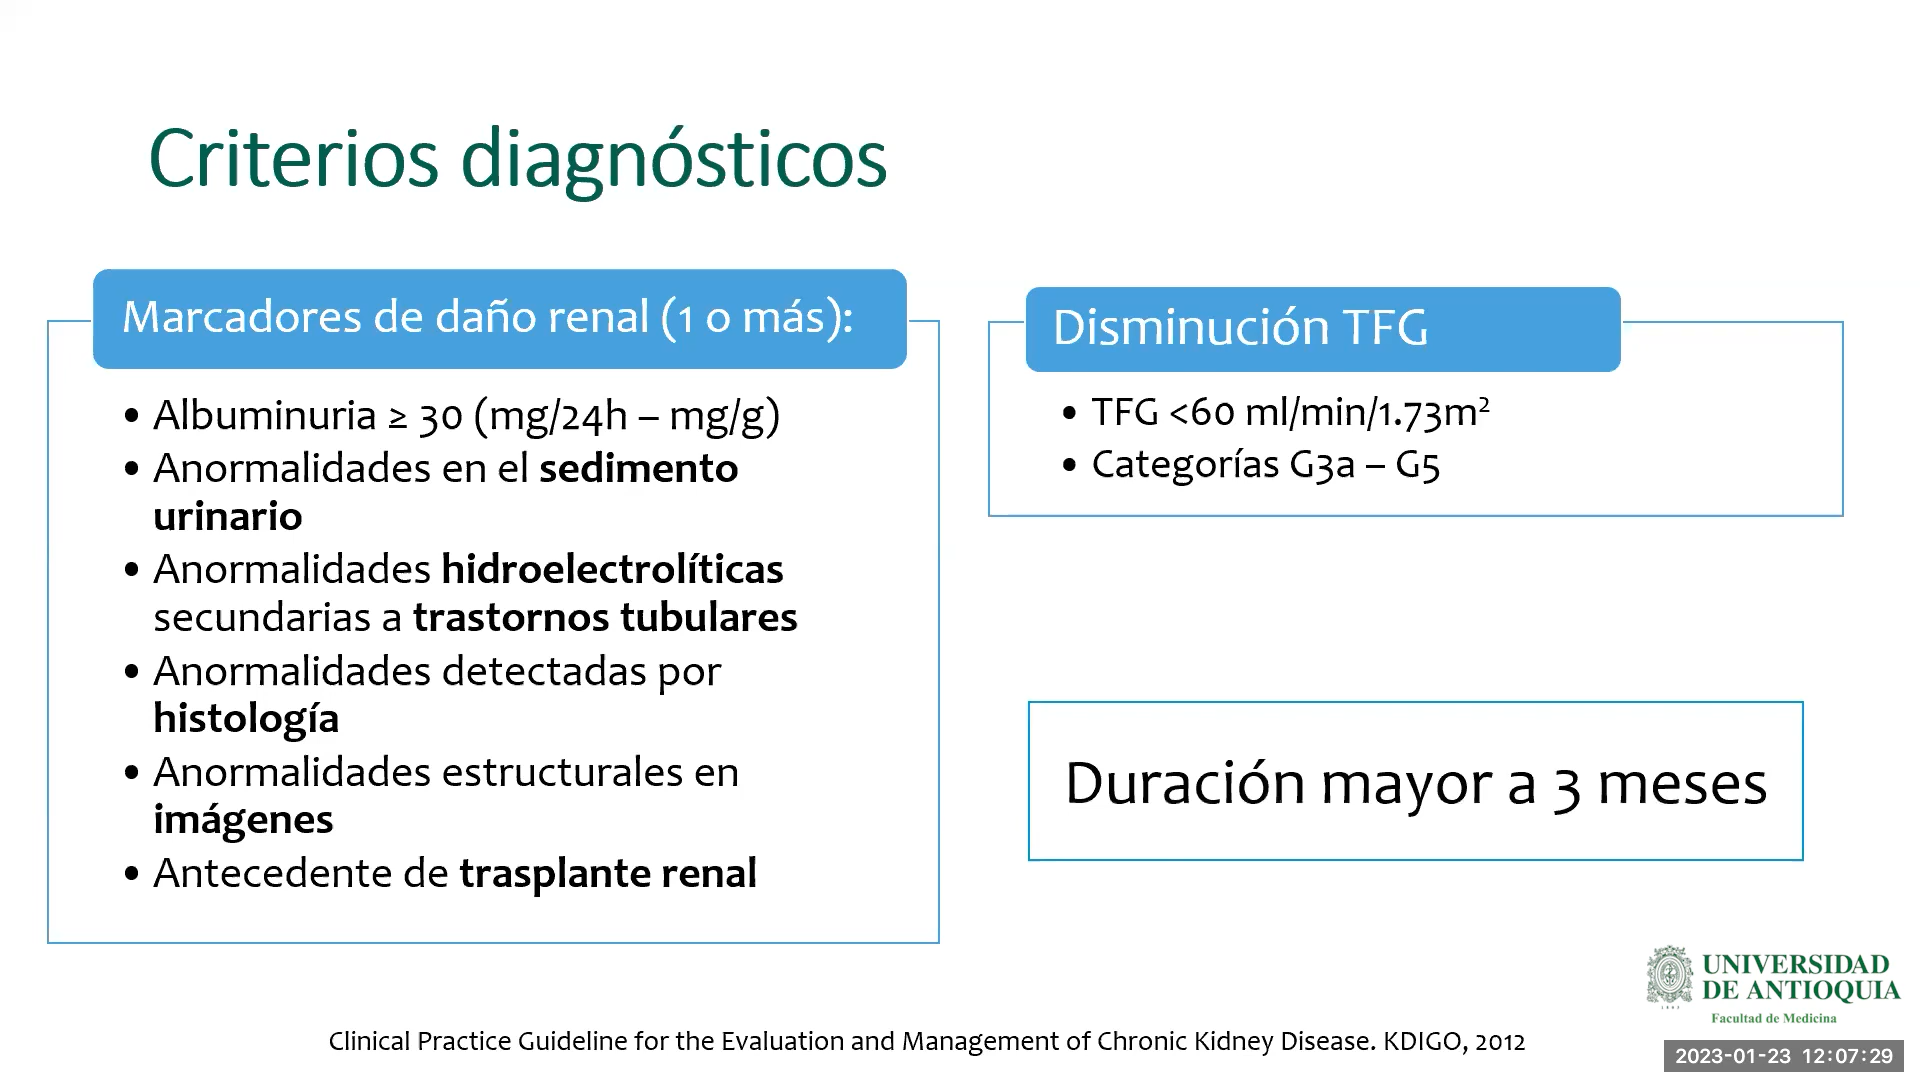 Criterios diagnósticos
Marcadores de daño renal (1 o más):
• Albuminuria ≥ 30 (mg/24h – mg/g)
• Anormalidades en el sedimento
urinario
• Anormalidades hidroelectrolíticas
secundarias a trastornos tubulares
• Anormalidades detectadas por
histología
• Anormalidades estructurales en
imágenes
• Antecedente de trasplante renal
Disminución TFG
• TFG <60 ml/min/1.73m²
• Categorías G3a – G5
Duración mayor a 3 meses
UNIVERSIDAD
DE ANTIOQUIA
Facultad de Medicina
Clinical Practice Guideline for the Evaluation and Management of Chronic Kidney Disease. KDIGO, 2012
2023-01-23 12:07:29